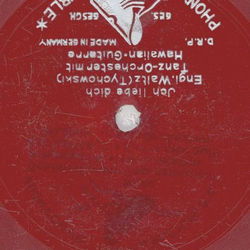 Jch liebe dich
Engl. Waltz (Tychowski)
Tanz-Orchester mit
Hawaiian-Guitarre
D.R.P. MADE IN GERMANY
GES. GESCH.